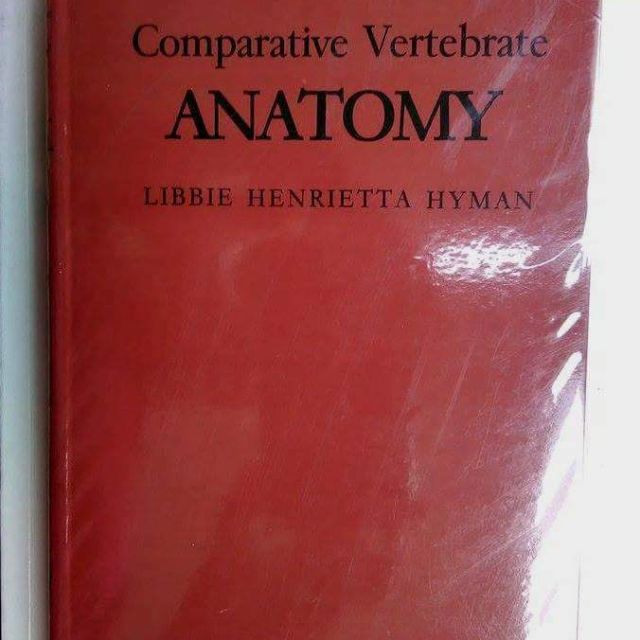 Comparative Vertebrate
ANATOMY
LIBBIE HENRIETTA HYMAN